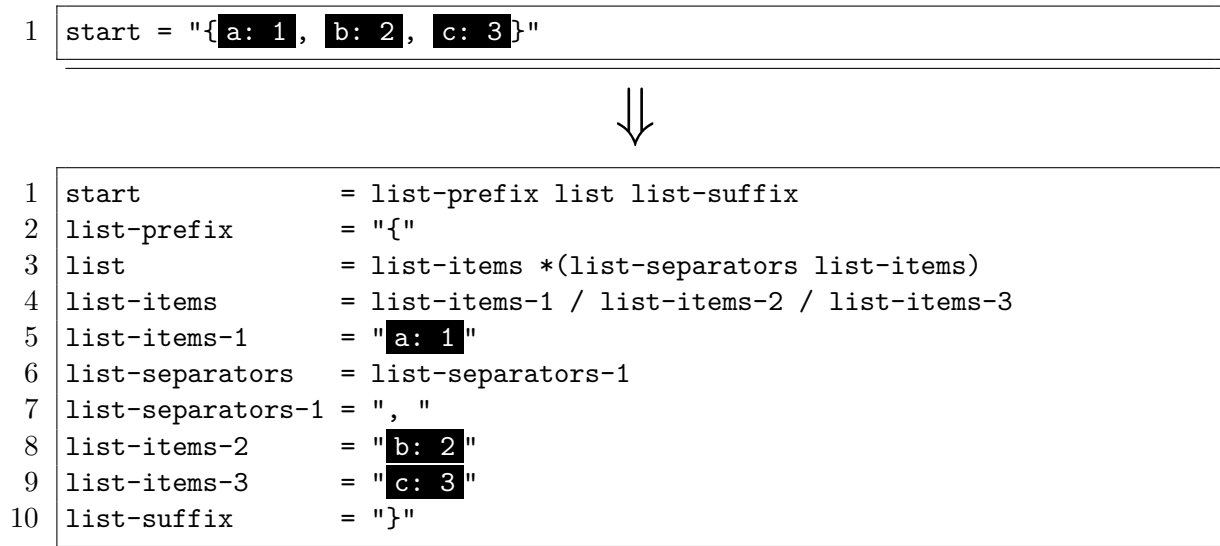 1 start = "{a: 1, b: 2, c: 3}"
⇓
1 start = list-prefix list list-suffix
2 list-prefix = "{"
3 list = list-items *(list-separators list-items)
4 list-items = list-items-1 / list-items-2 / list-items-3
5 list-items-1 = "a: 1"
6 list-separators = list-separators-1
7 list-separators-1 = ", "
8 list-items-2 = "b: 2"
9 list-items-3 = "c: 3"
10 list-suffix = "}"